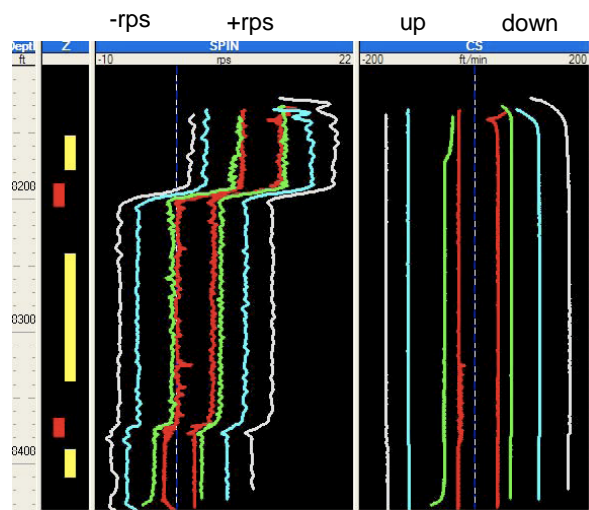 -rps +rps up down
Depth Z SPIN CS
ft -10 rps 22 -200 ft/min 200
8200
8300
8400